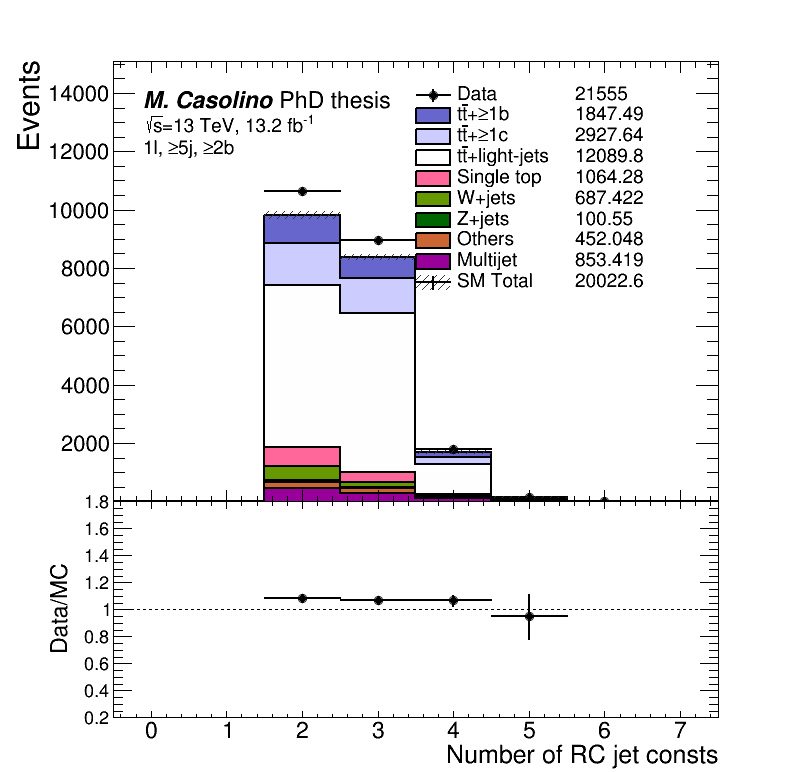 Events
14000
12000
10000
8000
6000
4000
2000
M. Casolino PhD thesis
√s=13 TeV, 13.2 fb⁻¹
1l, ≥5j, ≥2b
Data 21555
tt̄+≥1b 1847.49
tt̄+≥1c 2927.64
tt̄+light-jets 12089.8
Single top 1064.28
W+jets 687.422
Z+jets 100.55
Others 452.048
Multijet 853.419
SM Total 20022.6
Data/MC
1.8
1.6
1.4
1.2
1
0.8
0.6
0.4
0.2
0 1 2 3 4 5 6 7
Number of RC jet consts